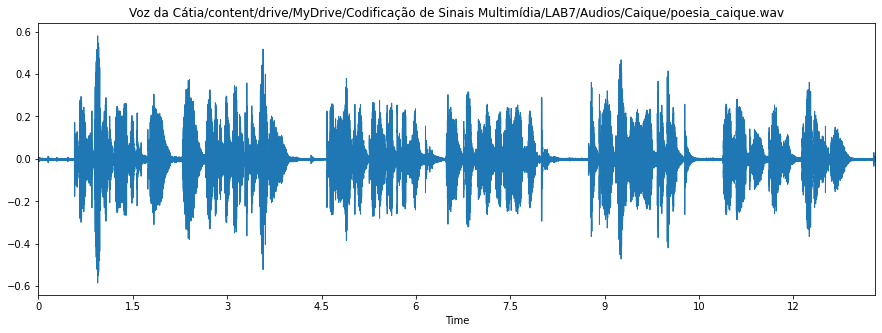 Voz da Cátia/content/drive/MyDrive/Codificação de Sinais Multimídia/LAB7/Audios/Caique/poesia_caique.wav
0.6
0.4
0.2
0.0
−0.2
−0.4
−0.6
0 1.5 3 4.5 6 7.5 9 10 12
Time